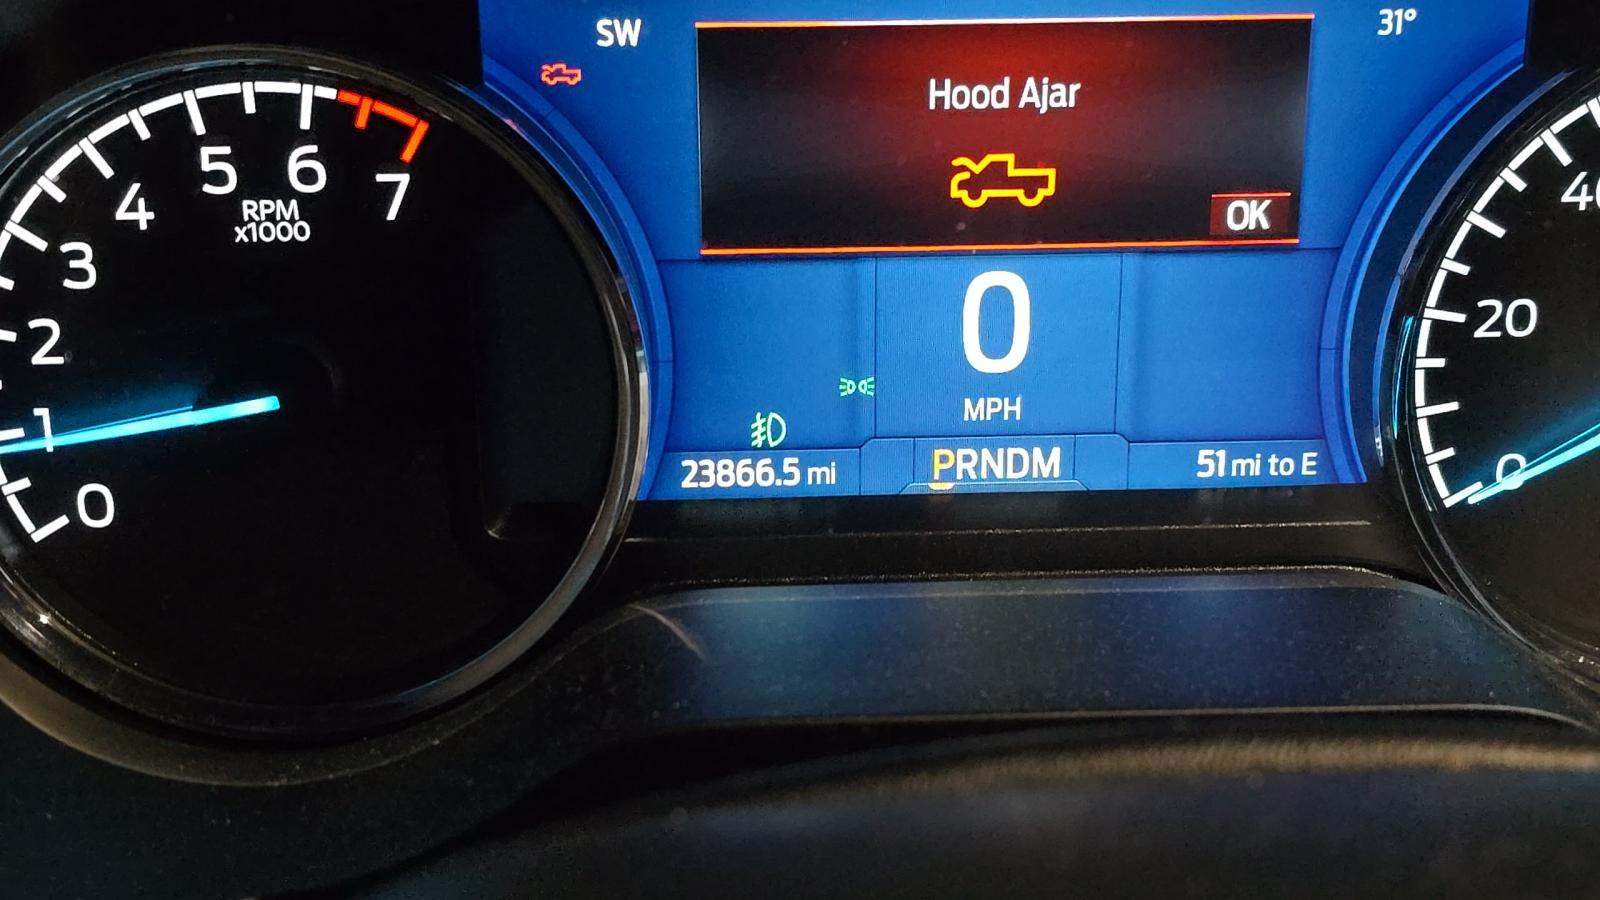 SW
31°
Hood Ajar
OK
0
1
2
3
4
5
6
7
RPM
x1000
0
MPH
23866.5 mi
PRNDM
51 mi to E
0
20